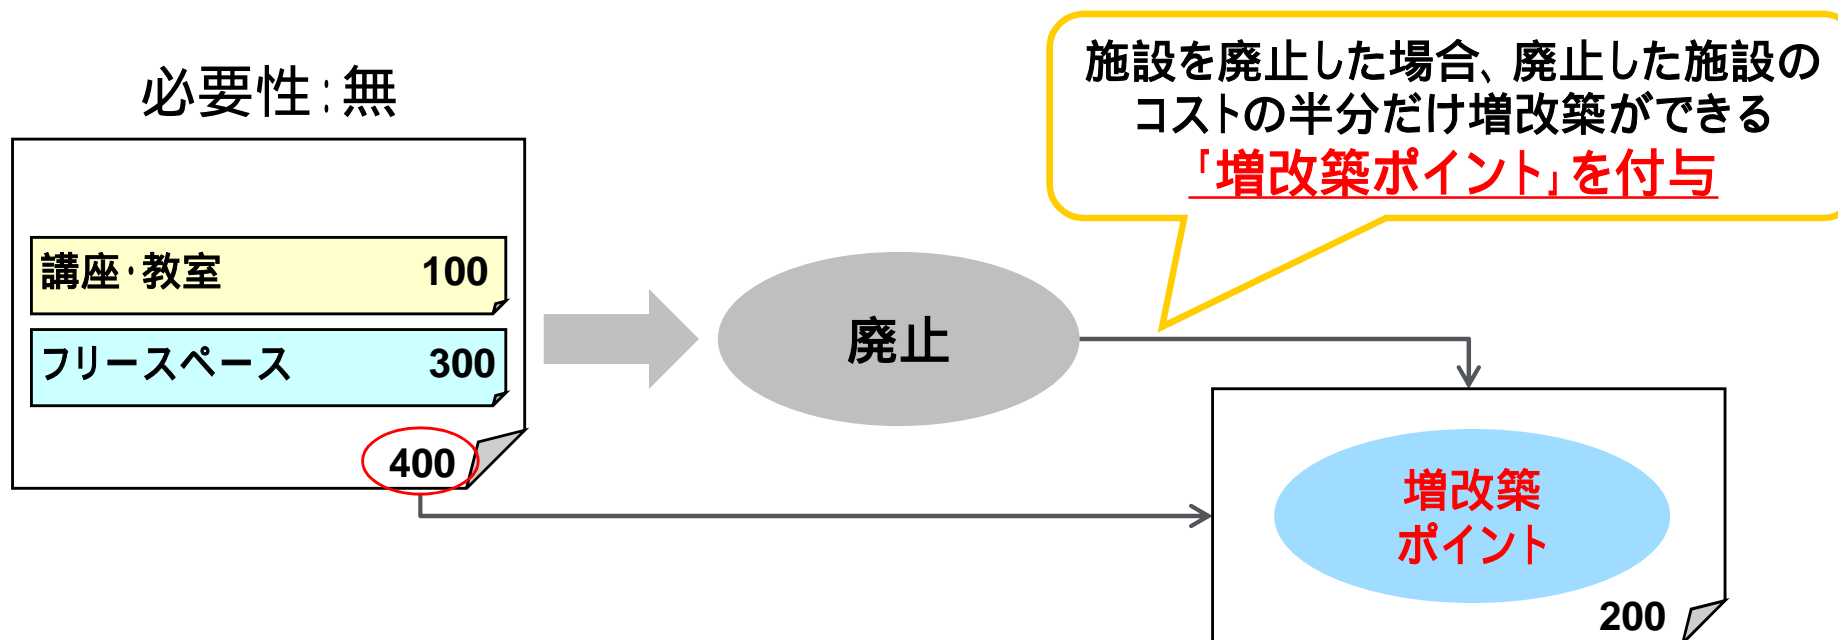 必要性:無
施設を廃止した場合、廃止した施設の
コストの半分だけ増改築ができる
「増改築ポイント」を付与
講座・教室 100
フリースペース 300
400
廃止
増改築
ポイント
200